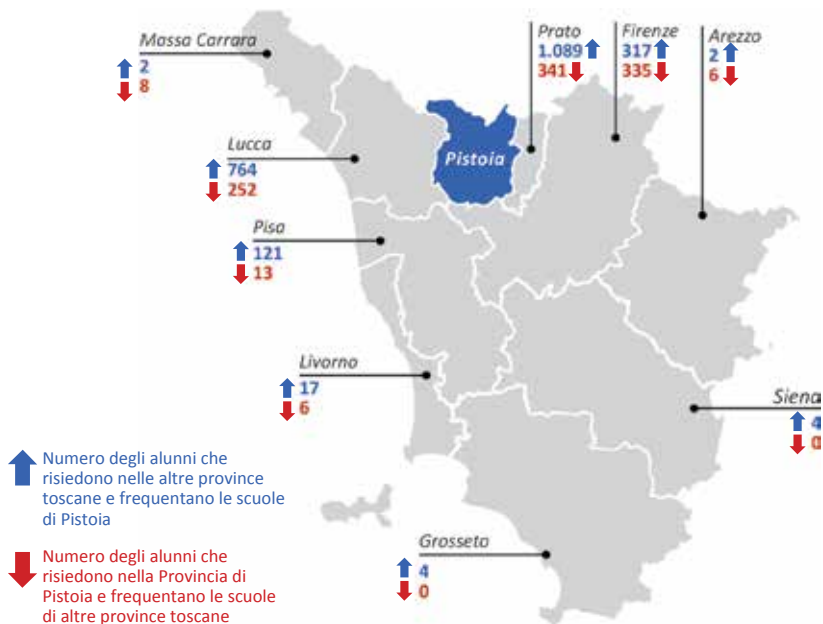 Massa Carrara
2
8
Prato
1.089
341
Firenze
317
335
Arezzo
2
6
Lucca
764
252
Pistoia
Pisa
121
13
Livorno
17
6
Siena
4
0
Numero degli alunni che
risiedono nelle altre province
toscane e frequentano le scuole
di Pistoia
Grosseto
4
0
Numero degli alunni che
risiedono nella Provincia di
Pistoia e frequentano le scuole
di altre province toscane